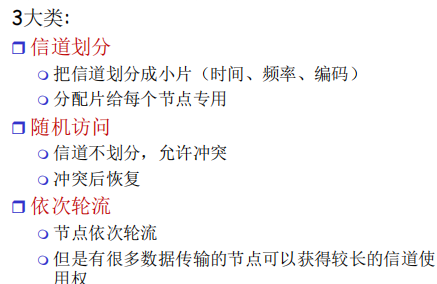 3大类:
信道划分
把信道划分成小片（时间、频率、编码）
分配片给每个节点专用
随机访问
信道不划分，允许冲突
冲突后恢复
依次轮流
节点依次轮流
但是有很多数据传输的节点可以获得较长的信道使
用权